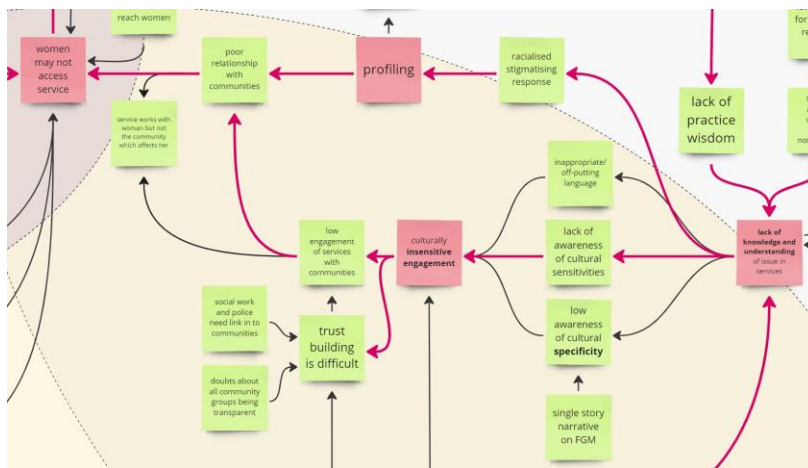 reach women
for
re
women
may not
access
service
poor
relationship
with
communities
profiling
racialised
stigmatising
response
lack of
practice
wisdom
nor
service works with
woman but not
the community
which affects her
inappropriate/
off-putting
language
low
engagement
of services
with
communities
culturally
insensitive
engagement
lack of
awareness
of cultural
sensitivities
lack of
knowledge and
understanding
of issue in
services
social work
and police
need link in to
communities
trust
building
is difficult
low
awareness
of cultural
specificity
doubts about
all community
groups being
transparent
single story
narrative
on FGM